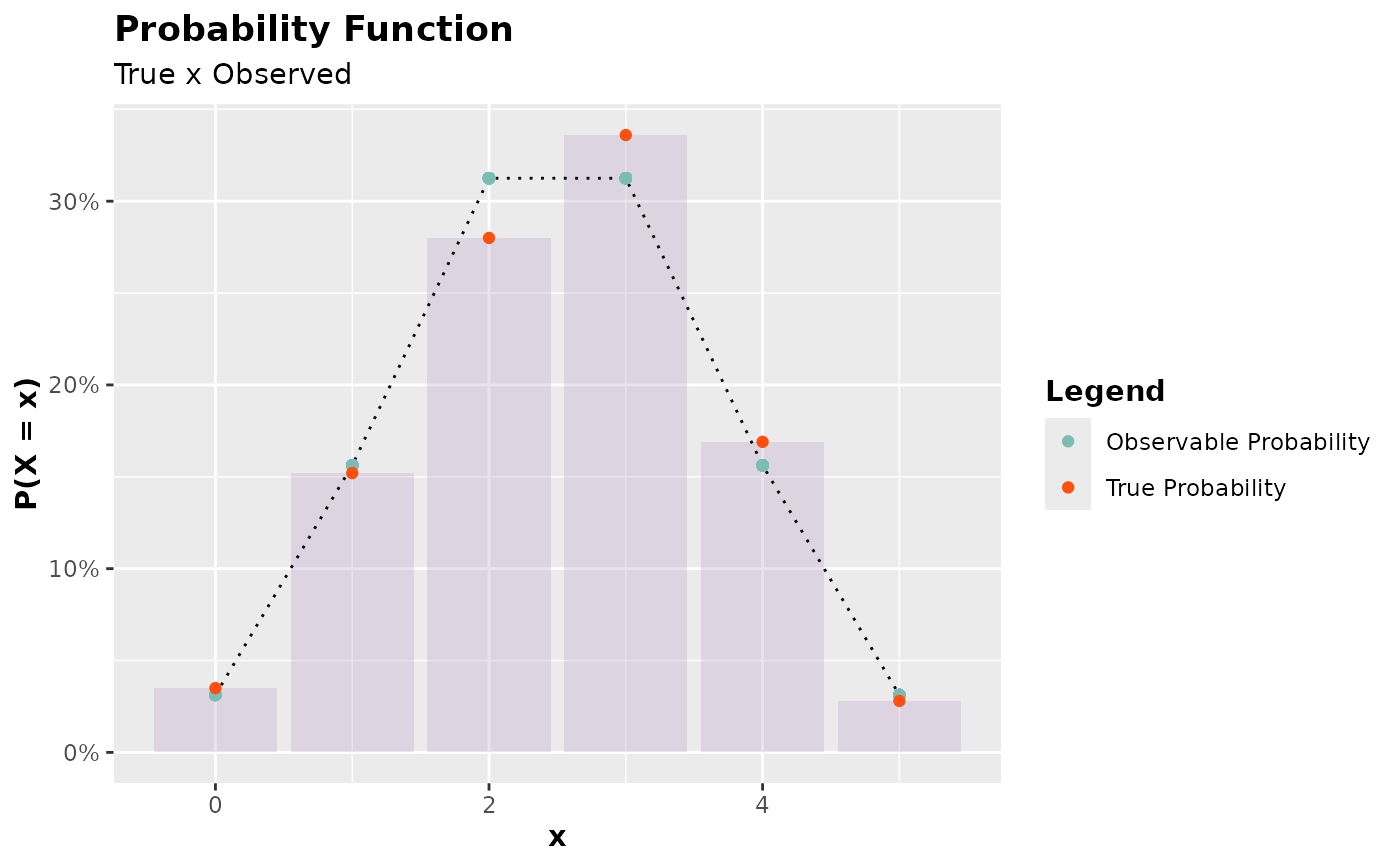 Probability Function
True x Observed
P(X = x)
30%
20%
10%
0%
0
2
4
x
Legend
Observable Probability
True Probability